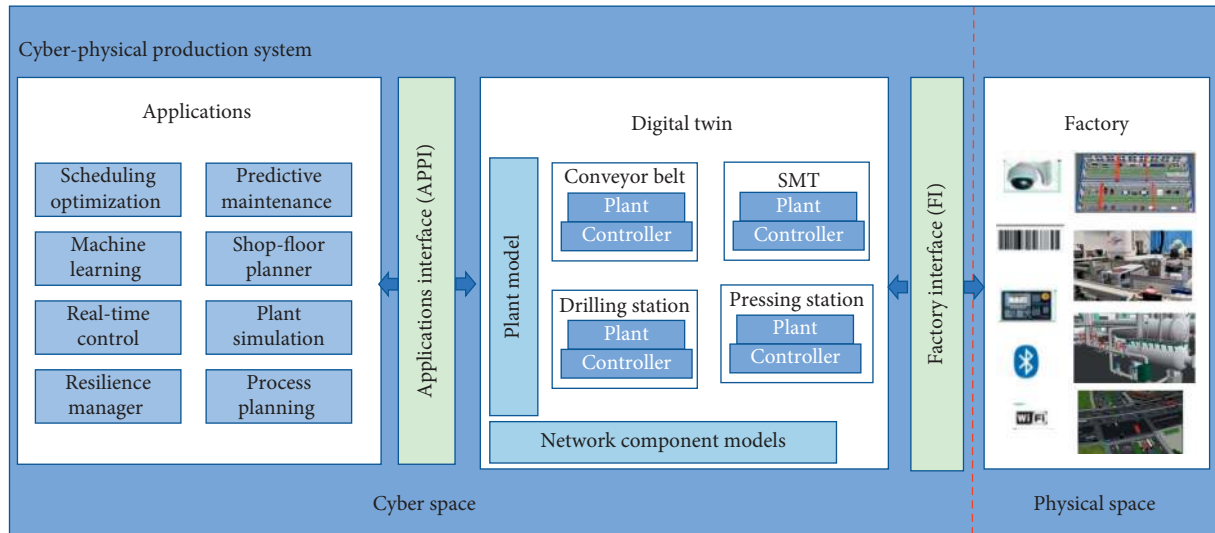 Cyber-physical production system
Applications
Scheduling
optimization
Predictive
maintenance
Machine
learning
Shop-floor
planner
Real-time
control
Plant
simulation
Resilience
manager
Process
planning
Applications interface (APPI)
Digital twin
Plant model
Conveyor belt
Plant
Controller
SMT
Plant
Controller
Drilling station
Plant
Controller
Pressing station
Plant
Controller
Network component models
Factory interface (FI)
Factory
WiFi
Cyber space
Physical space